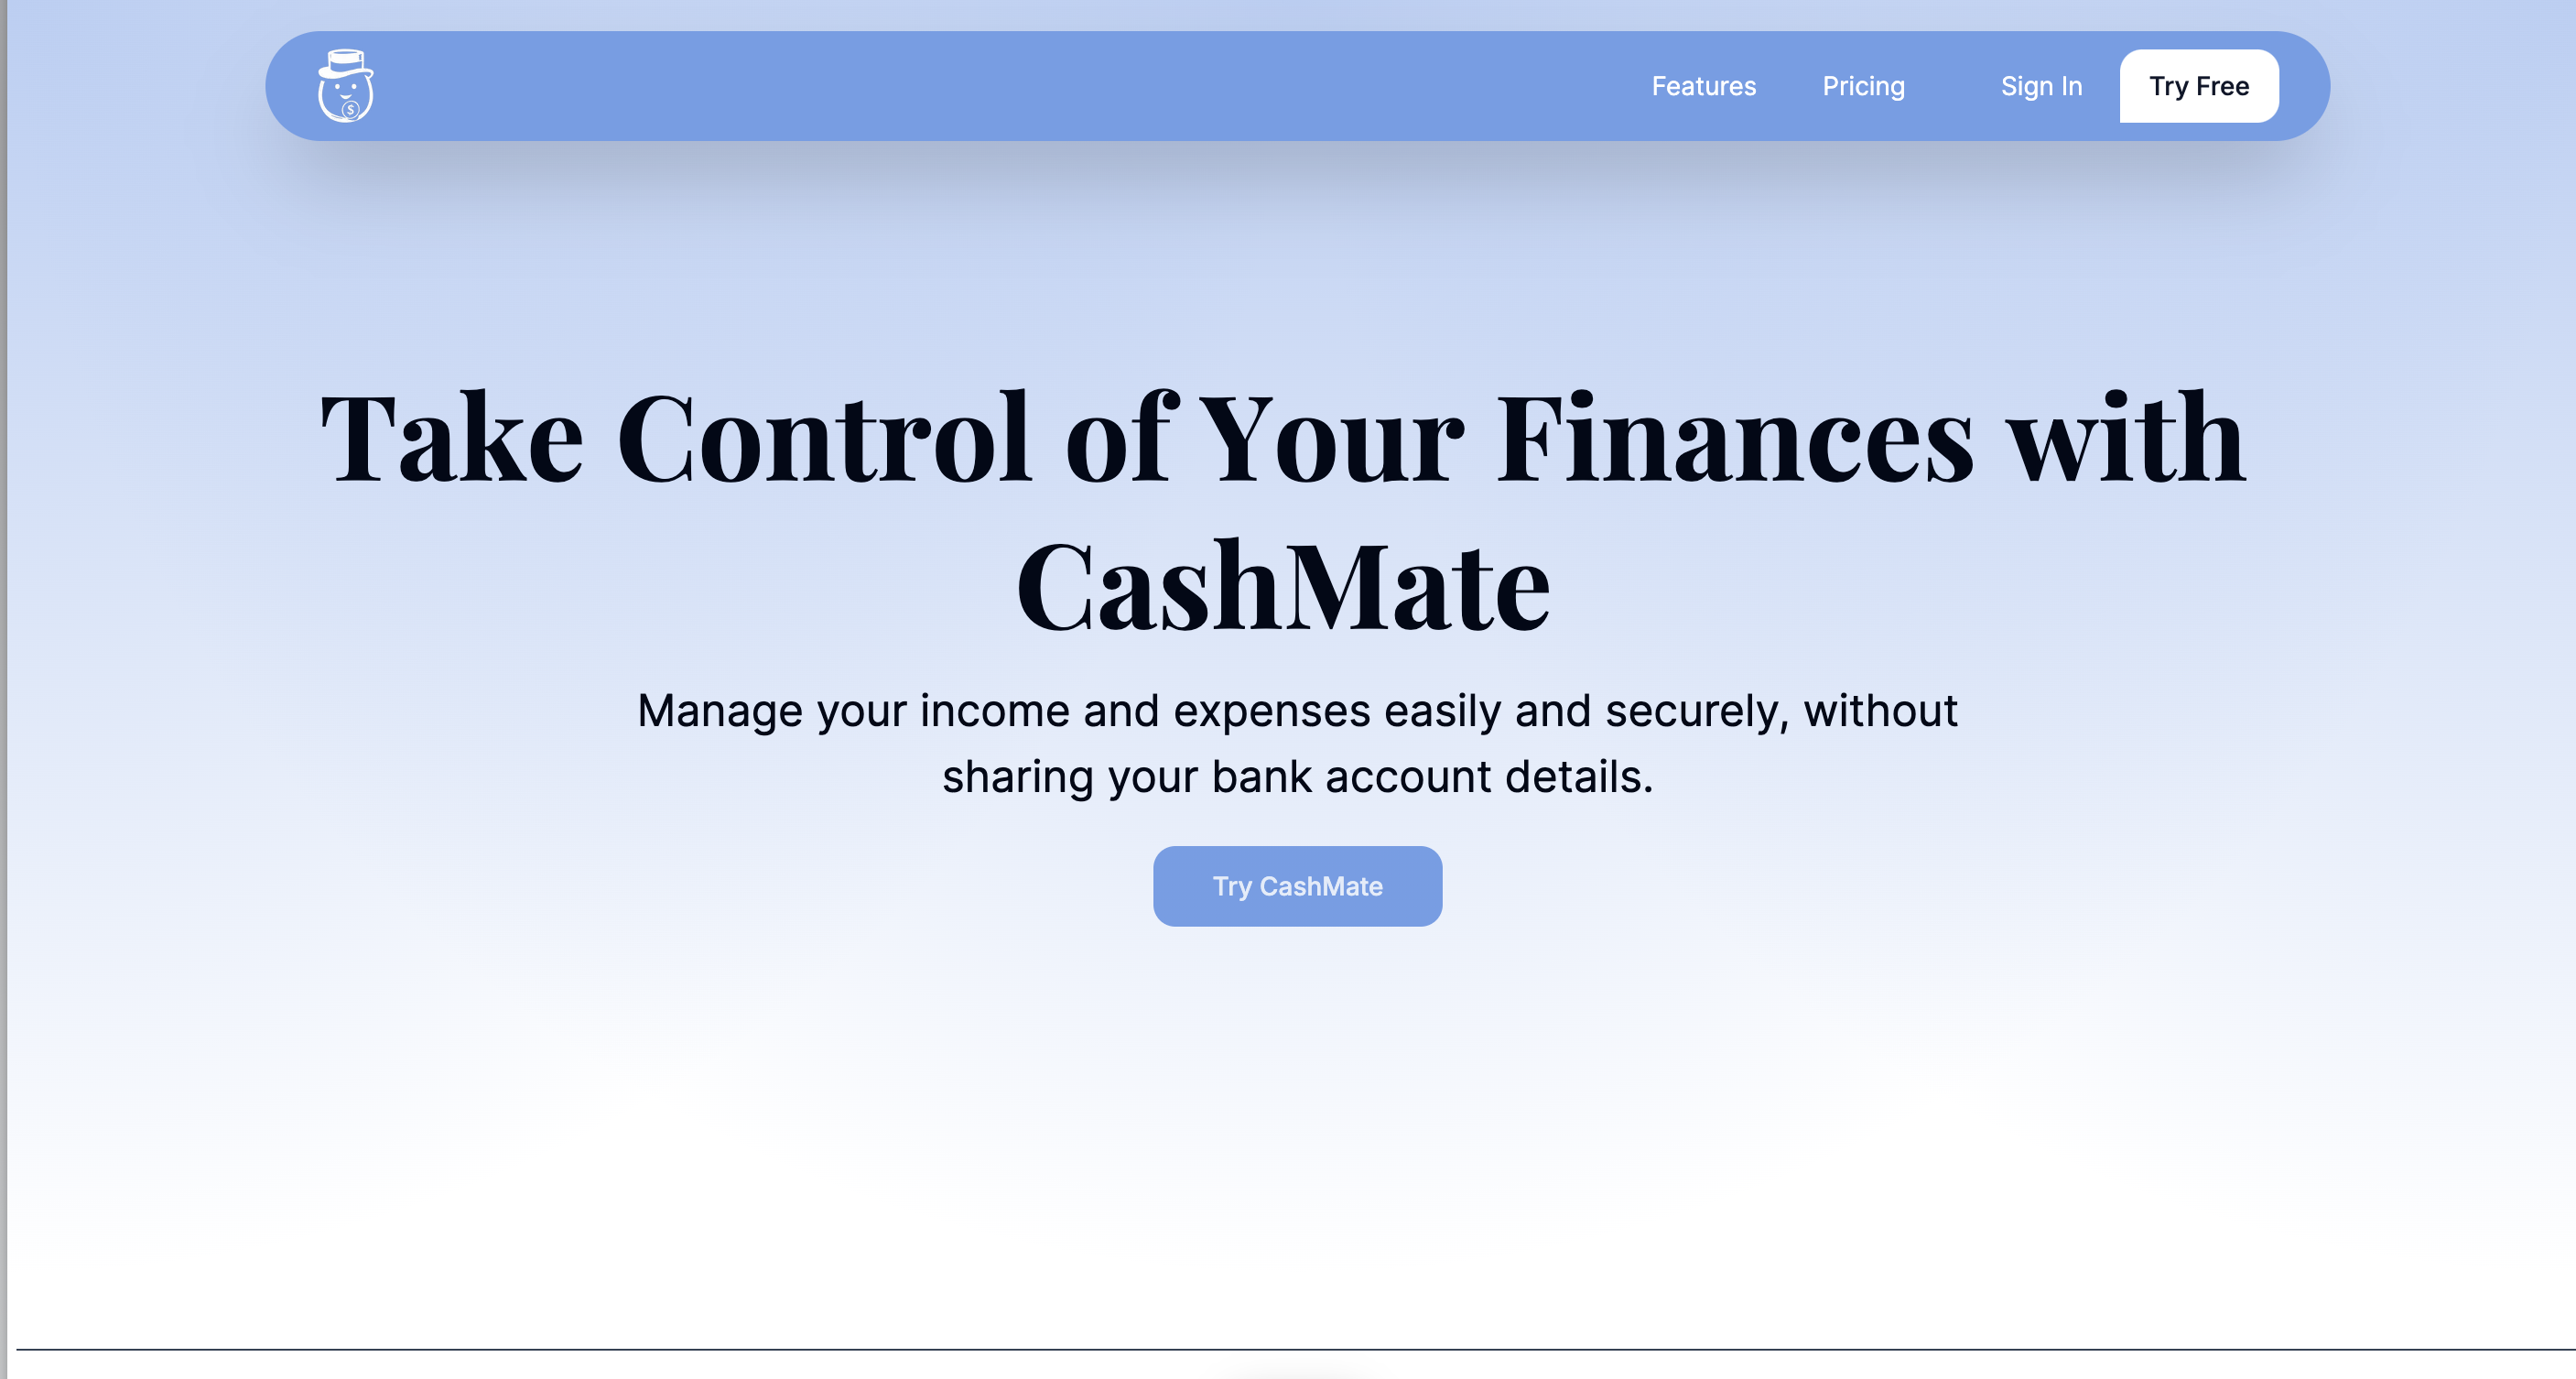 Features Pricing Sign In Try Free
Take Control of Your Finances with
CashMate
Manage your income and expenses easily and securely, without
sharing your bank account details.
Try CashMate